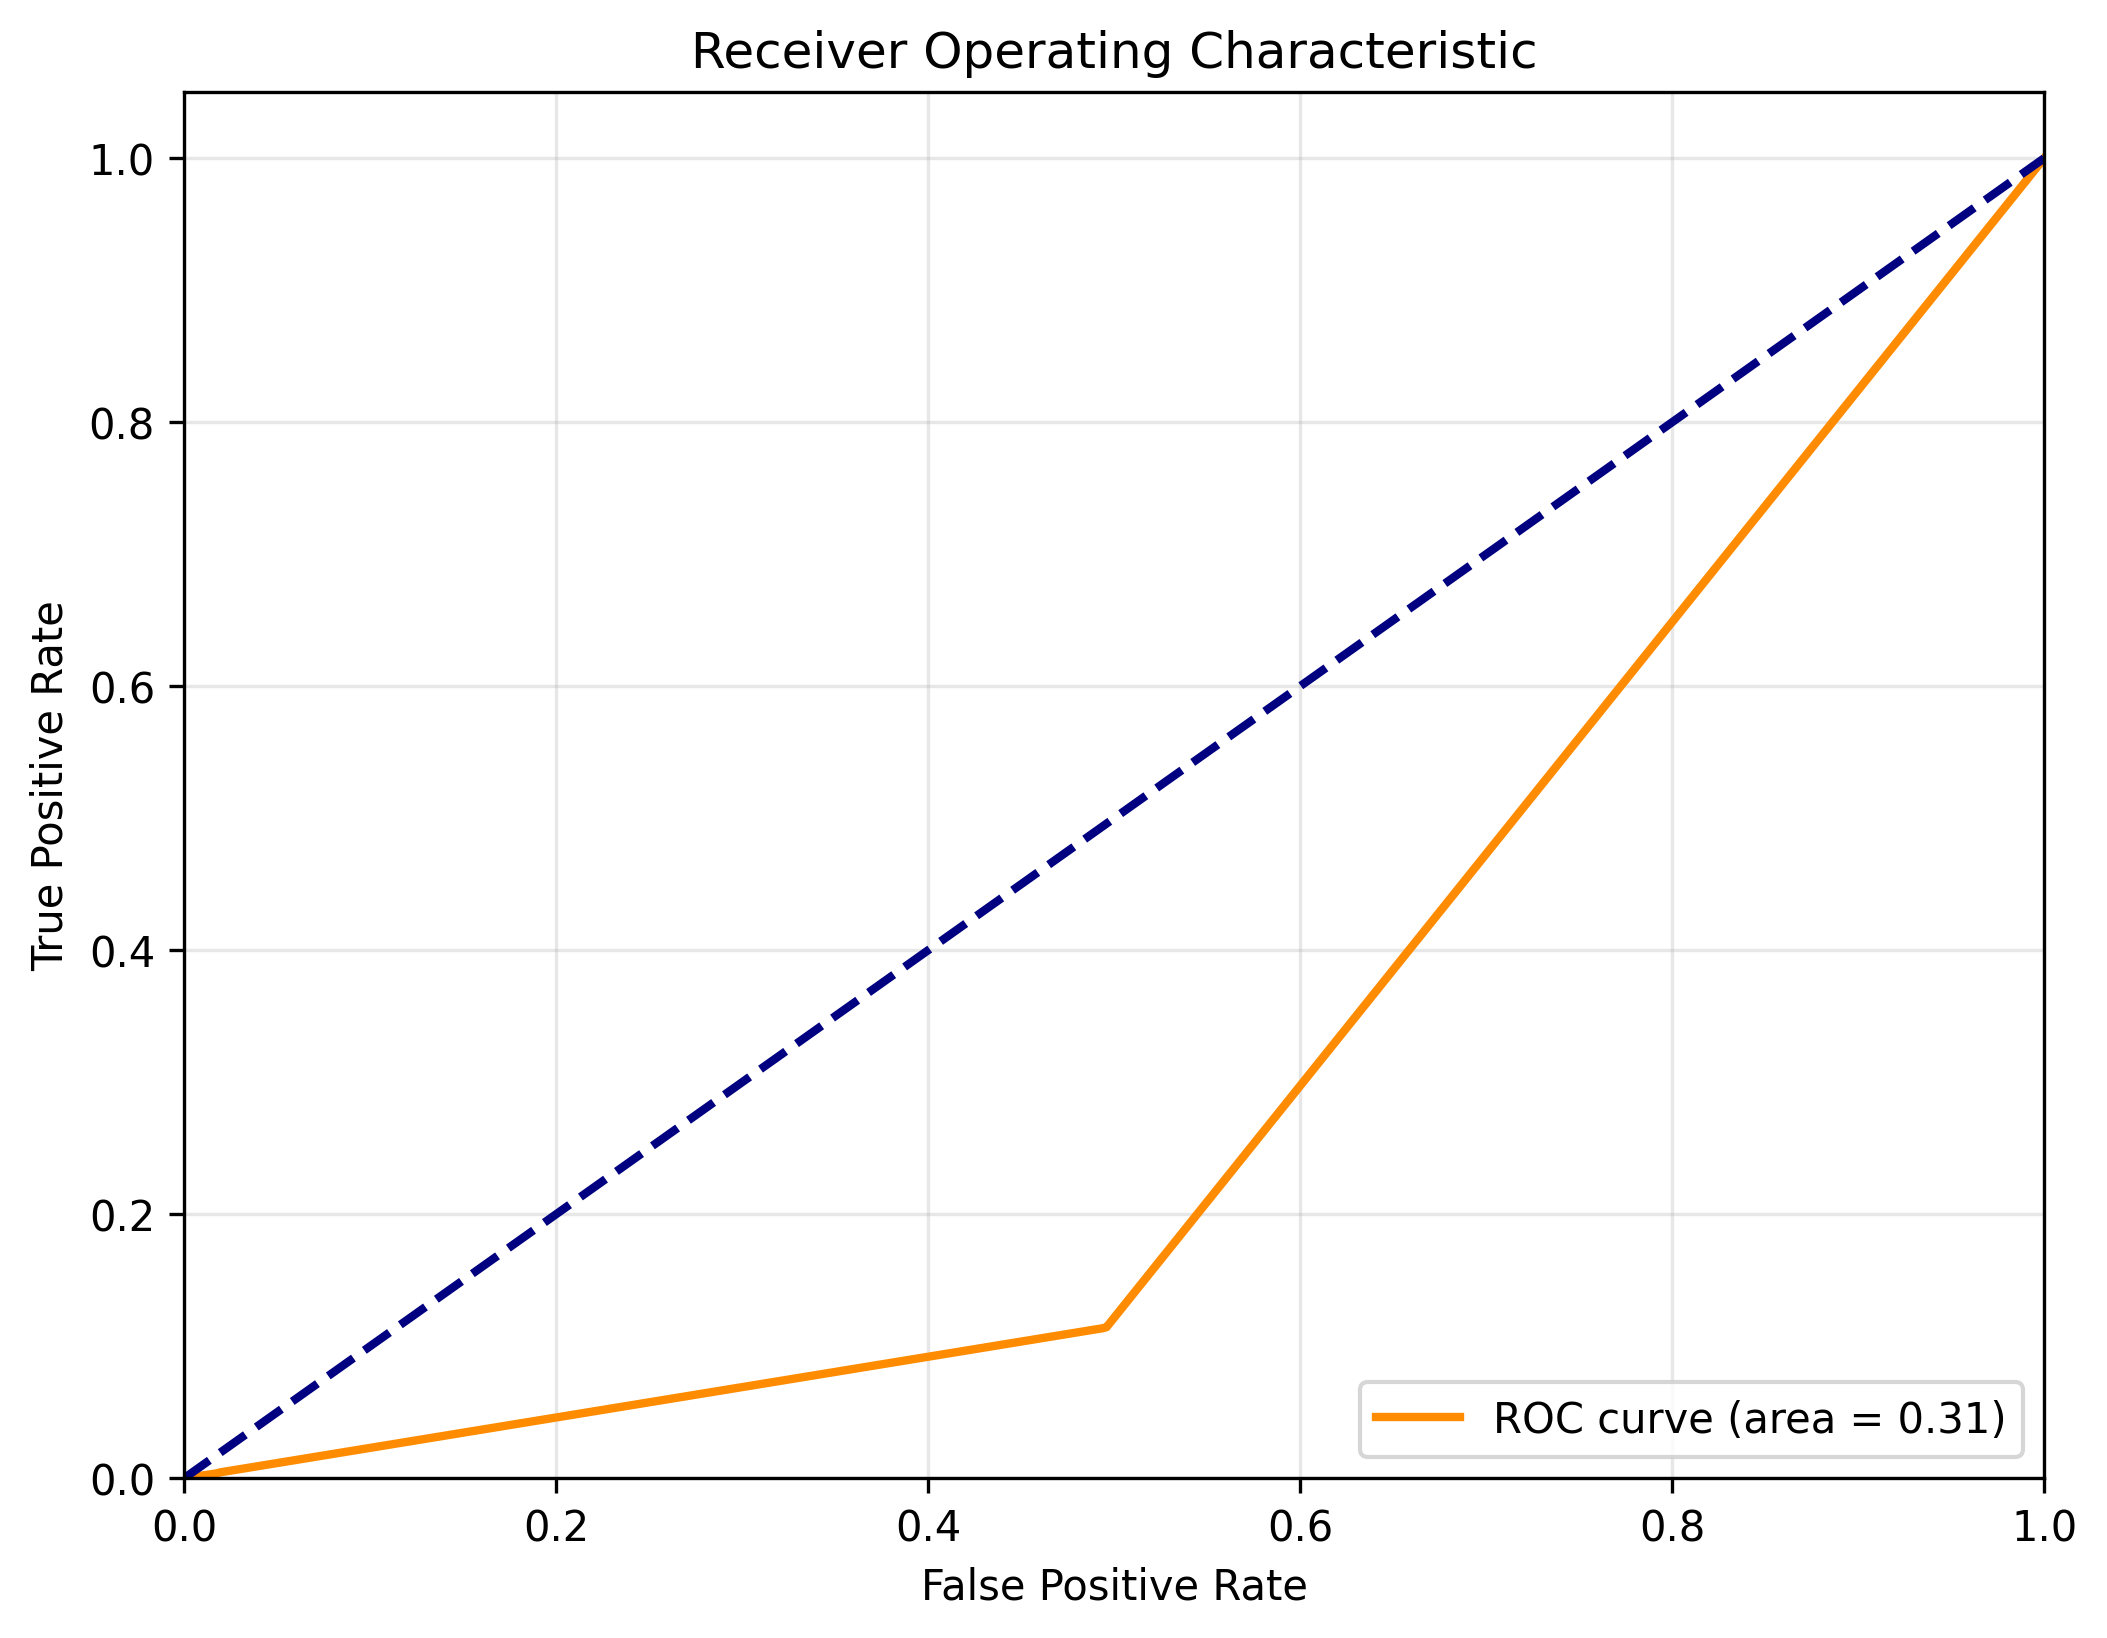 Receiver Operating Characteristic
1.0
0.8
0.6
0.4
0.2
0.0
True Positive Rate
ROC curve (area = 0.31)
0.0 0.2 0.4 0.6 0.8 1.0
False Positive Rate